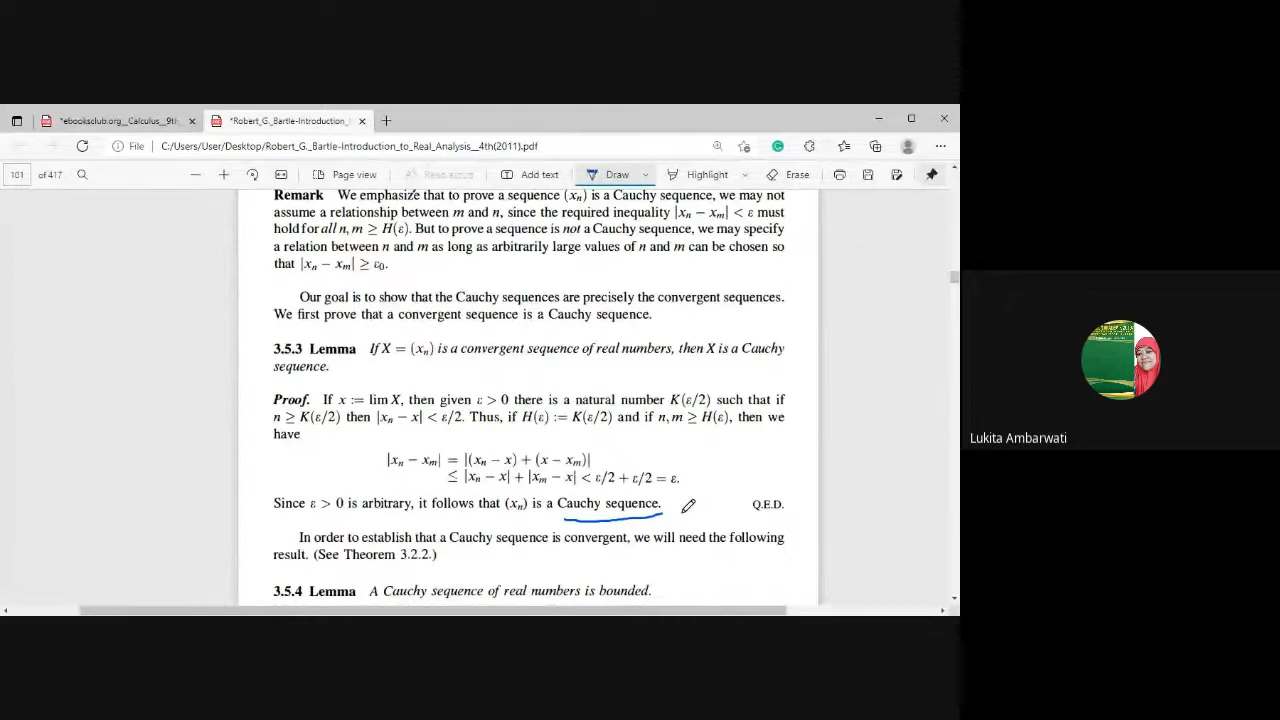 *ebooksclub.org__Calculus__9th_
*Robert_G._Bartle-Introduction_t
File
C:/Users/User/Desktop/Robert_G._Bartle-Introduction_to_Real_Analysis__4th(2011).pdf
101 of 417
Page view
Add text
Read aloud
Draw
Highlight
Erase
Remark We emphasize that to prove a sequence (xn) is a Cauchy sequence, we may not
assume a relationship between m and n, since the required inequality |xn − xm| < ε must
hold for all n, m ≥ H(ε). But to prove a sequence is not a Cauchy sequence, we may specify
a relation between n and m as long as arbitrarily large values of n and m can be chosen so
that |xn − xm| ≥ ε0.
Our goal is to show that the Cauchy sequences are precisely the convergent sequences.
We first prove that a convergent sequence is a Cauchy sequence.
3.5.3 Lemma If X = (xn) is a convergent sequence of real numbers, then X is a Cauchy
sequence.
Proof. If x := lim X, then given ε > 0 there is a natural number K(ε/2) such that if
n ≥ K(ε/2) then |xn − x| < ε/2. Thus, if H(ε) := K(ε/2) and if n, m ≥ H(ε), then we
have
|xn − xm| = |(xn − x) + (x − xm)|
≤ |xn − x| + |xm − x| < ε/2 + ε/2 = ε.
Since ε > 0 is arbitrary, it follows that (xn) is a Cauchy sequence. Q.E.D.
In order to establish that a Cauchy sequence is convergent, we will need the following
result. (See Theorem 3.2.2.)
3.5.4 Lemma A Cauchy sequence of real numbers is bounded.
Lukita Ambarwati